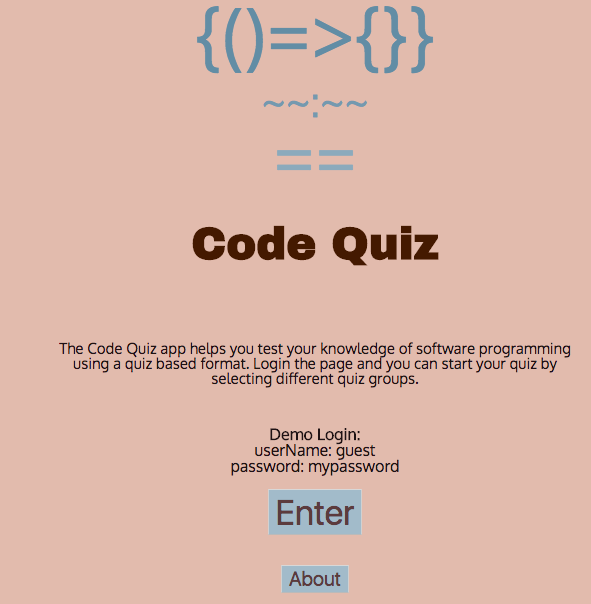 {()=>{}}
~~:~~
==
Code Quiz
The Code Quiz app helps you test your knowledge of software programming
using a quiz based format. Login the page and you can start your quiz by
selecting different quiz groups.
Demo Login:
userName: guest
password: mypassword
Enter
About